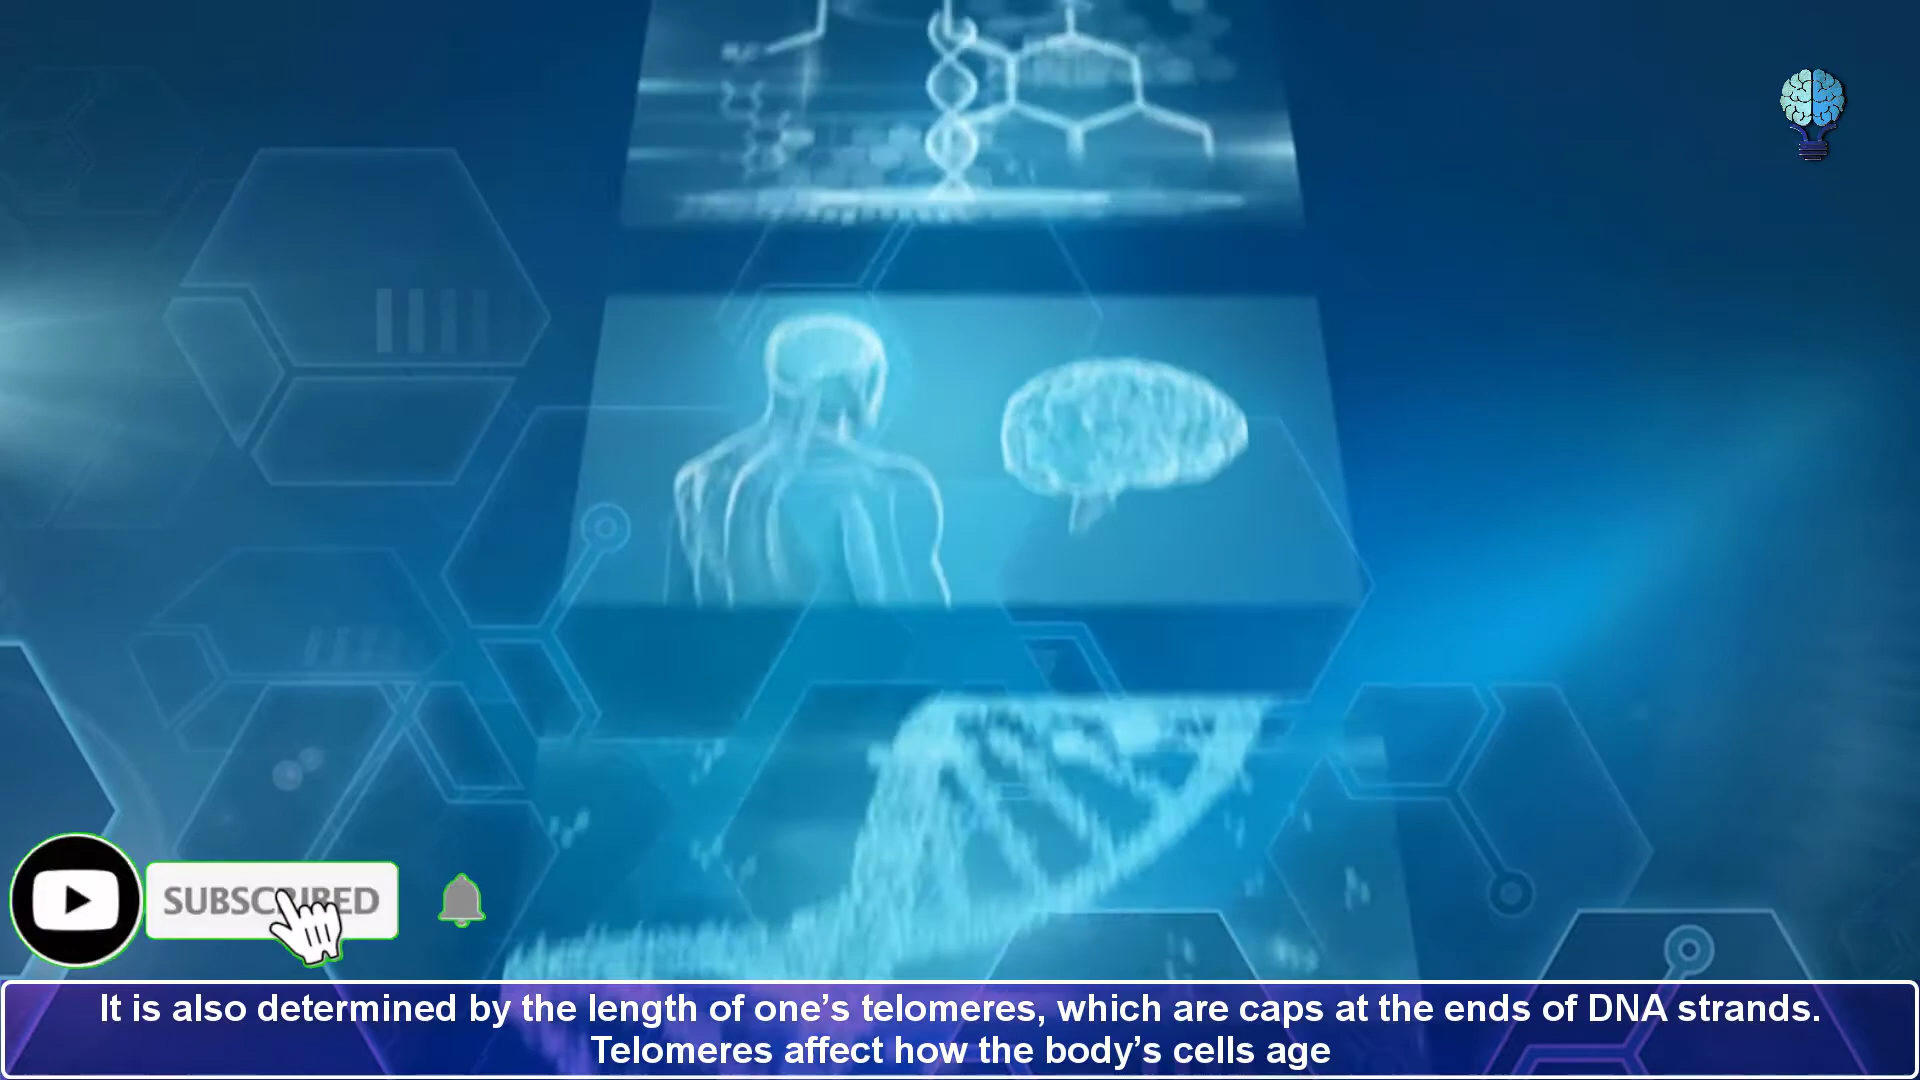 SUBSCRIBED
It is also determined by the length of one’s telomeres, which are caps at the ends of DNA strands.
Telomeres affect how the body’s cells age